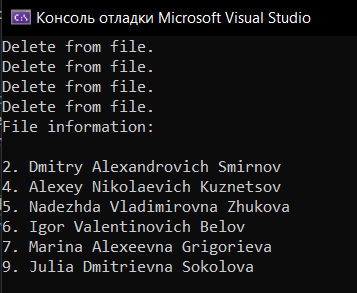 Консоль отладки Microsoft Visual Studio
Delete from file.
Delete from file.
Delete from file.
Delete from file.
File information:
2. Dmitry Alexandrovich Smirnov
4. Alexey Nikolaevich Kuznetsov
5. Nadezhda Vladimirovna Zhukova
6. Igor Valentinovich Belov
7. Marina Alexeevna Grigorieva
9. Julia Dmitrievna Sokolova